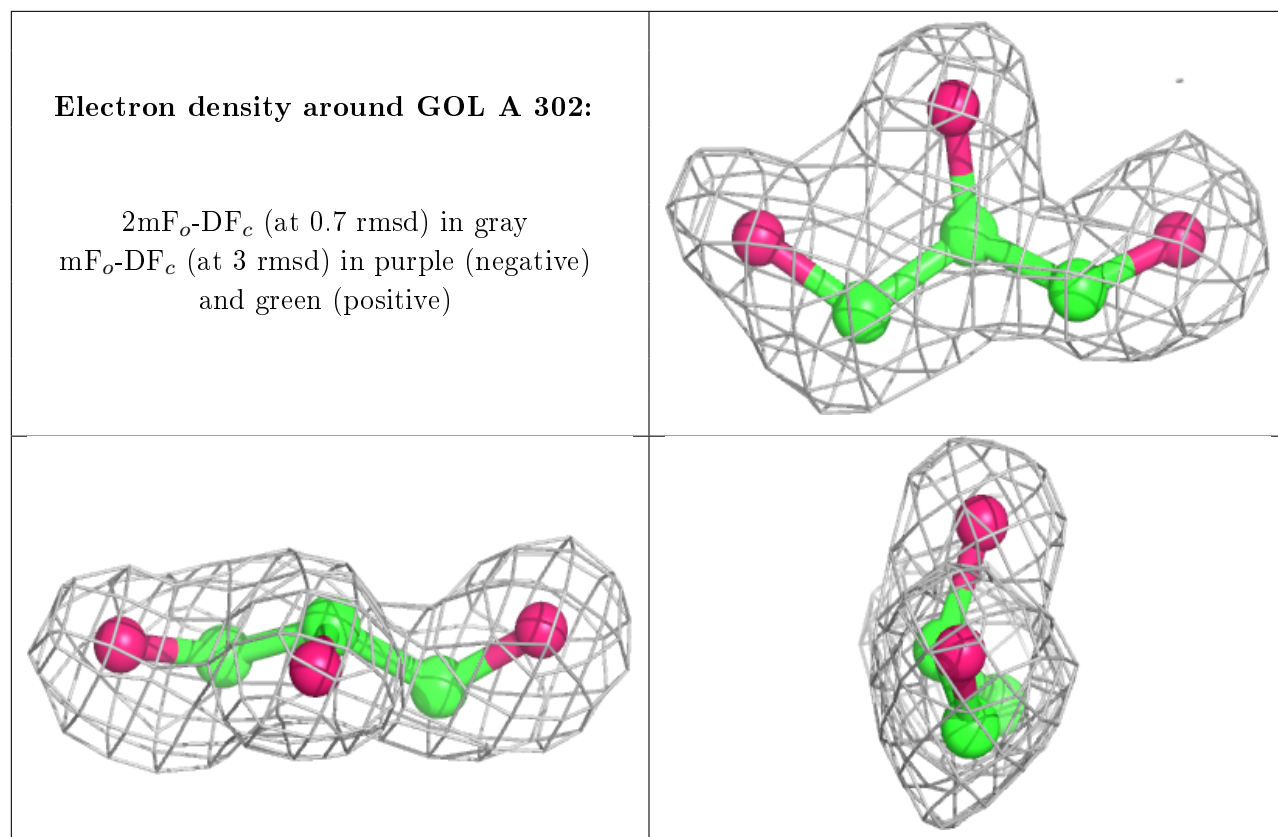 Electron density around GOL A 302:
2mFo-DFc (at 0.7 rmsd) in gray
mFo-DFc (at 3 rmsd) in purple (negative)
and green (positive)